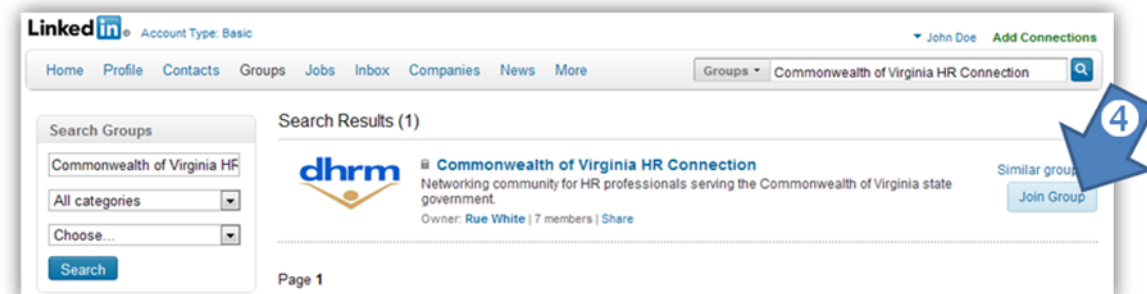 Linked in Account Type: Basic
John Doe Add Connections
Home Profile Contacts Groups Jobs Inbox Companies News More
Groups Commonwealth of Virginia HR Connection
4
Search Groups
Commonwealth of Virginia HR
All categories
Choose...
Search
Search Results (1)
dhrm
Commonwealth of Virginia HR Connection
Networking community for HR professionals serving the Commonwealth of Virginia state
government.
Owner: Rue White | 7 members | Share
Similar group
Join Group
Page 1